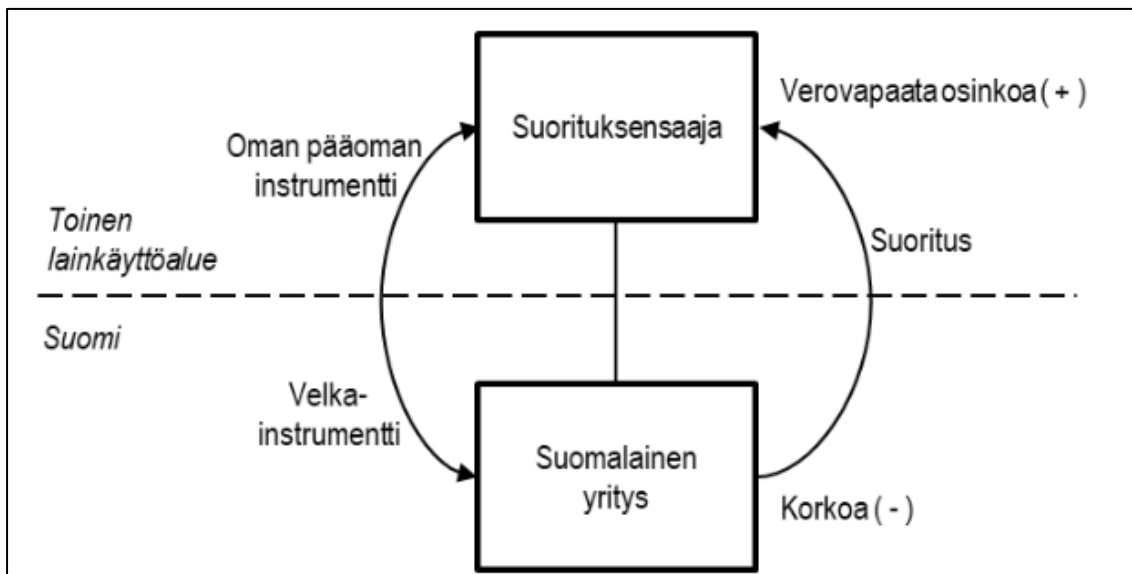 Suorituksensaaja
Verovapaata osinkoa ( + )
Oman pääoman
instrumentti
Toinen
lainkäyttöalue
Suoritus
Suomi
Velka-
instrumentti
Suomalainen
yritys
Korkoa ( - )